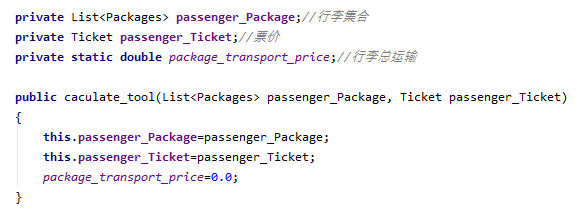 private List<Packages> passenger_Package;//行李集合
private Ticket passenger_Ticket;//票价
private static double package_transport_price;//行李总运输
public caculate_tool(List<Packages> passenger_Package, Ticket passenger_Ticket)
{
this.passenger_Package=passenger_Package;
this.passenger_Ticket=passenger_Ticket;
package_transport_price=0.0;
}